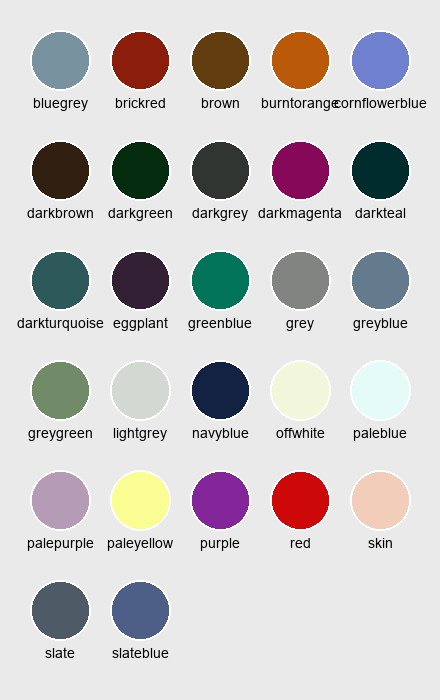 bluegrey brickred brown burntorange cornflowerblue
darkbrown darkgreen darkgrey darkmagenta darkteal
darkturquoise eggplant greenblue grey greyblue
greygreen lightgrey navyblue offwhite paleblue
palepurple paleyellow purple red skin
slate slateblue